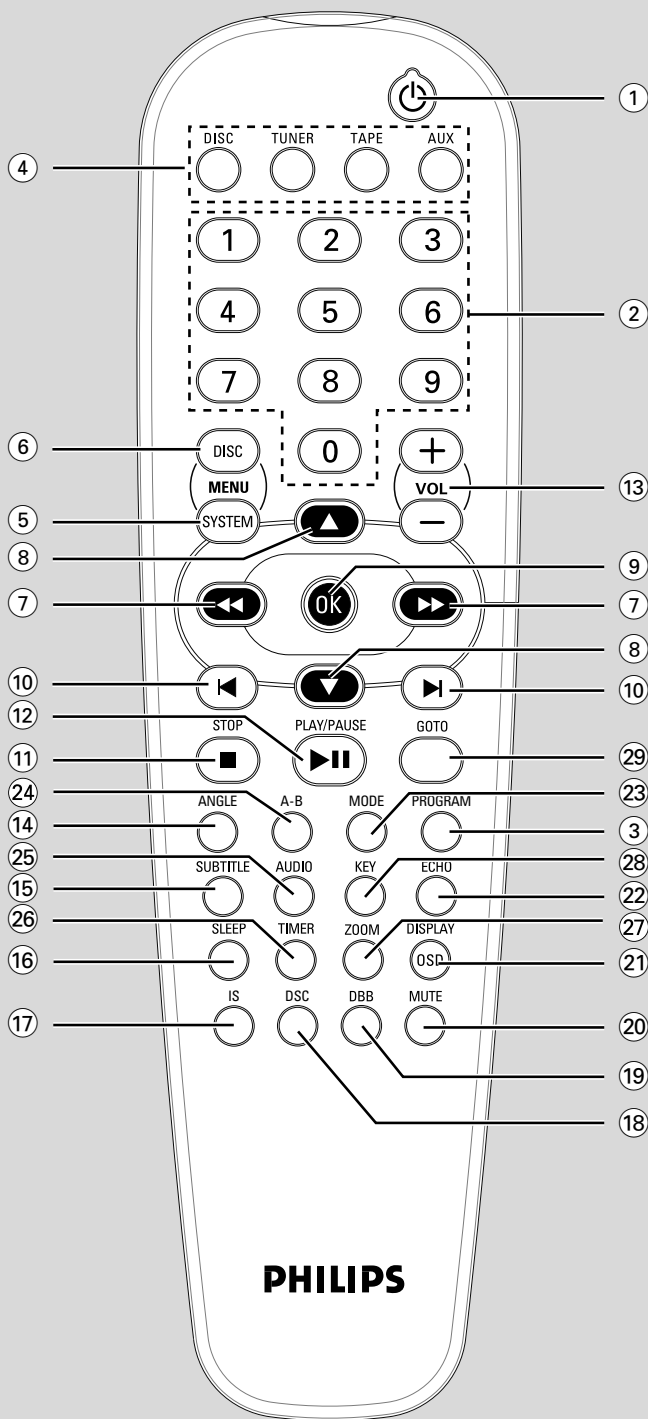 1
DISC TUNER TAPE AUX
4
1 2 3
4 5 6
2
7 8 9
6 DISC 0 +
MENU VOL 13
5 SYSTEM −
8
9
7 OK 7
8
10 10
12 STOP PLAY/PAUSE GOTO
11 29
24 ANGLE A-B MODE PROGRAM 23
14 3
25 SUBTITLE AUDIO KEY ECHO 28
15 22
26 SLEEP TIMER ZOOM DISPLAY 27
16 OSD 21
17 IS DSC DBB MUTE 20
19
18
PHILIPS